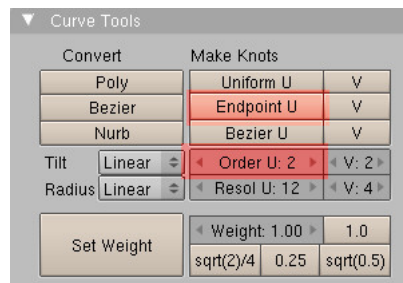 Curve Tools
Convert Make Knots
Poly Uniform U V
Bezier Endpoint U V
Nurb Bezier U V
Tilt Linear Order U: 2 V: 2
Radius Linear Resol U: 12 V: 4
Set Weight Weight: 1.00 1.0
sqrt(2)/4 0.25 sqrt(0.5)